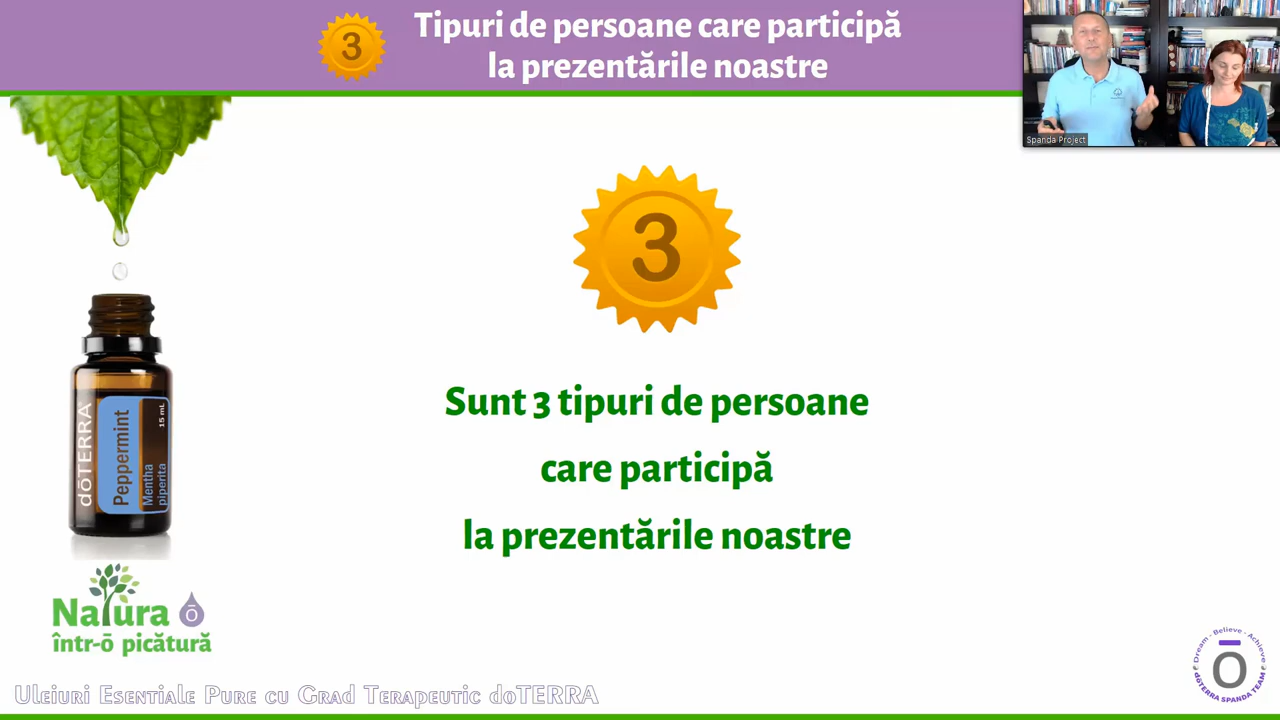 3
Tipuri de persoane care participă
la prezentările noastre
Spanda Project
3
Sunt 3 tipuri de persoane
care participă
la prezentările noastre
dōTERRA
Peppermint
Mentha
piperita
15 mL
Natura ō
într-ō picătură
Uleiuri Esentiale Pure cu Grad Terapeutic doTERRA
Dream - Believe - Achieve
Ō
dōTERRA SPANDA TEAM